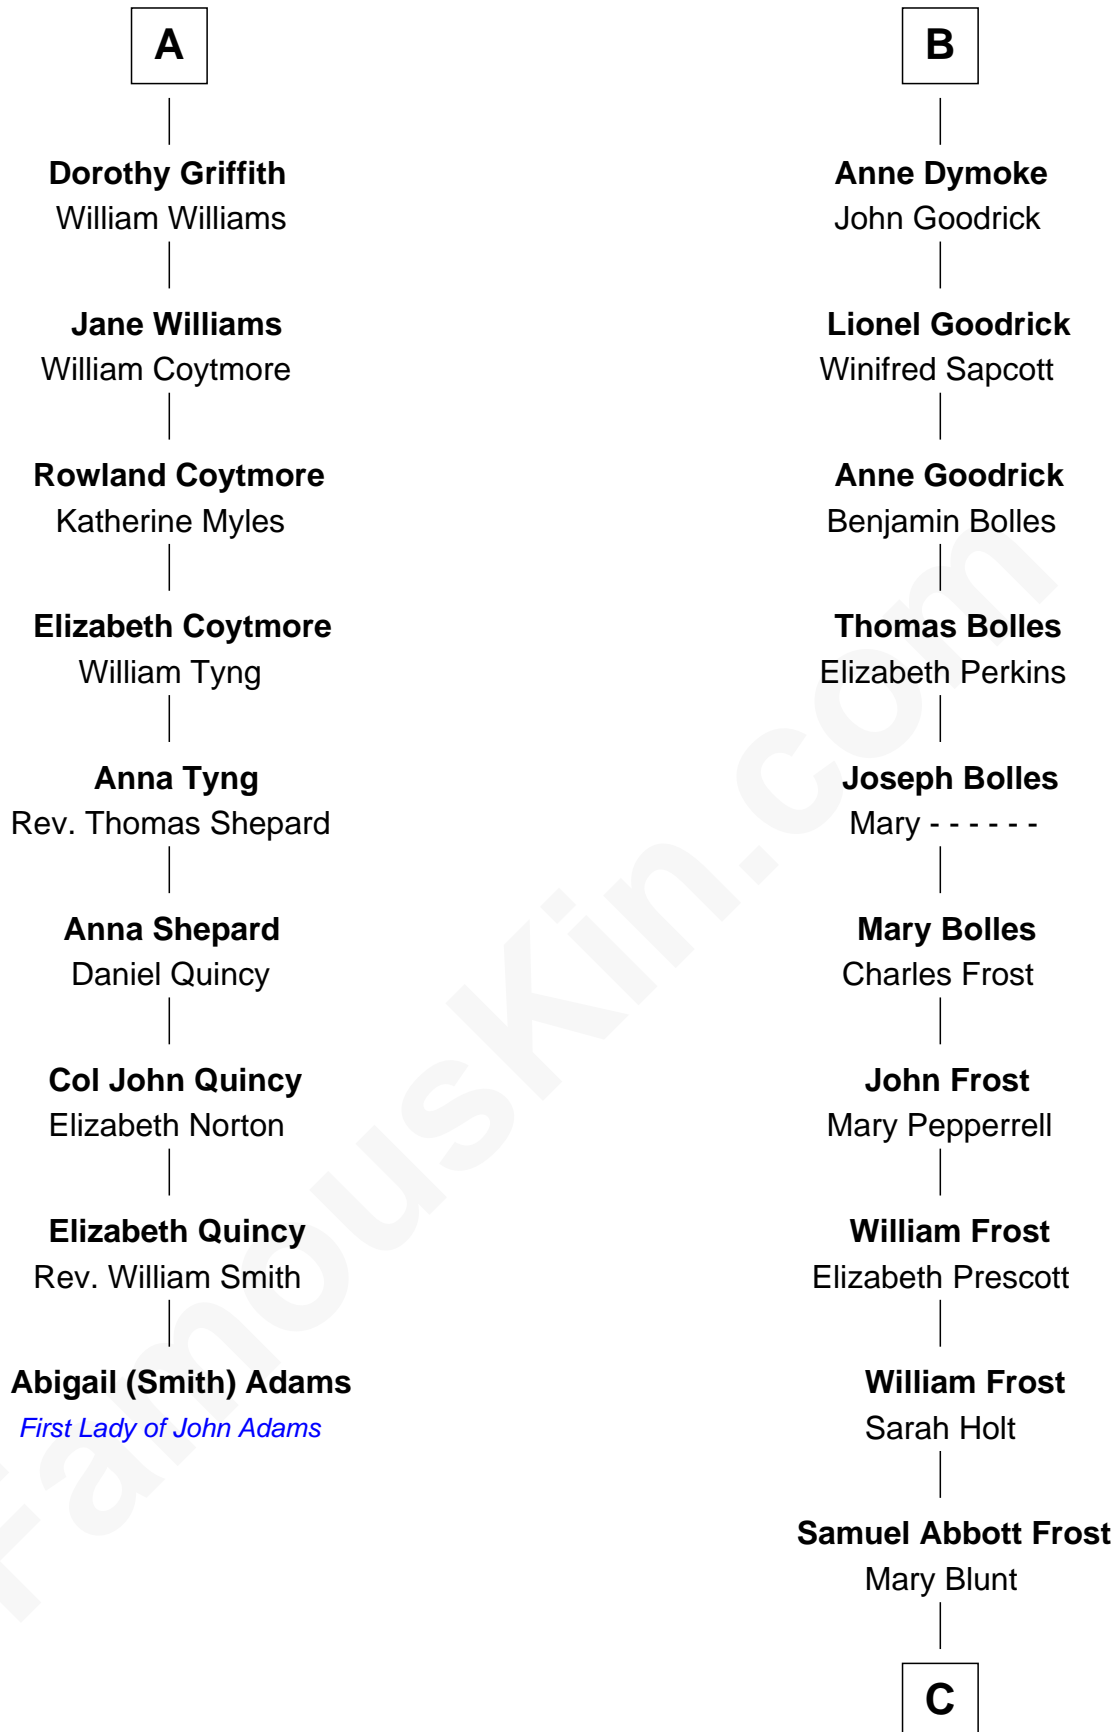 A
Dorothy Griffith
William Williams
Jane Williams
William Coytmore
Rowland Coytmore
Katherine Myles
Elizabeth Coytmore
William Tyng
Anna Tyng
Rev. Thomas Shepard
Anna Shepard
Daniel Quincy
Col John Quincy
Elizabeth Norton
Elizabeth Quincy
Rev. William Smith
Abigail (Smith) Adams
First Lady of John Adams
B
Anne Dymoke
John Goodrick
Lionel Goodrick
Winifred Sapcott
Anne Goodrick
Benjamin Bolles
Thomas Bolles
Elizabeth Perkins
Joseph Bolles
Mary - - - - - -
Mary Bolles
Charles Frost
John Frost
Mary Pepperrell
William Frost
Elizabeth Prescott
William Frost
Sarah Holt
Samuel Abbott Frost
Mary Blunt
C
FamousKin.com